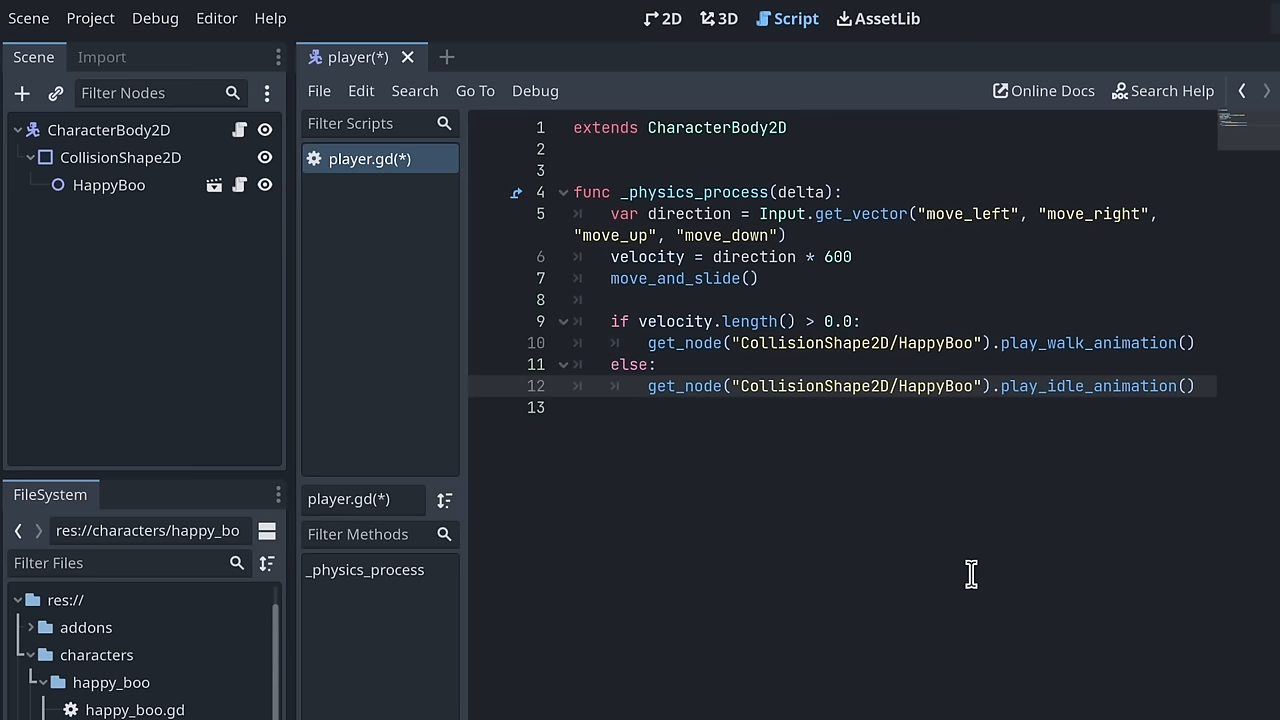 Scene Project Debug Editor Help 2D 3D Script AssetLib
Scene Import
Filter Nodes
CharacterBody2D
CollisionShape2D
HappyBoo
FileSystem
res://characters/happy_bo
Filter Files
res://
addons
characters
happy_boo
happy_boo.gd
player(*)
File Edit Search Go To Debug Online Docs Search Help
Filter Scripts
player.gd(*)
player.gd(*)
Filter Methods
_physics_process
1 extends CharacterBody2D
2
3
4 func _physics_process(delta):
5 var direction = Input.get_vector("move_left", "move_right",
"move_up", "move_down")
6 velocity = direction * 600
7 move_and_slide()
8
9 if velocity.length() > 0.0:
10 get_node("CollisionShape2D/HappyBoo").play_walk_animation()
11 else:
12 get_node("CollisionShape2D/HappyBoo").play_idle_animation()
13